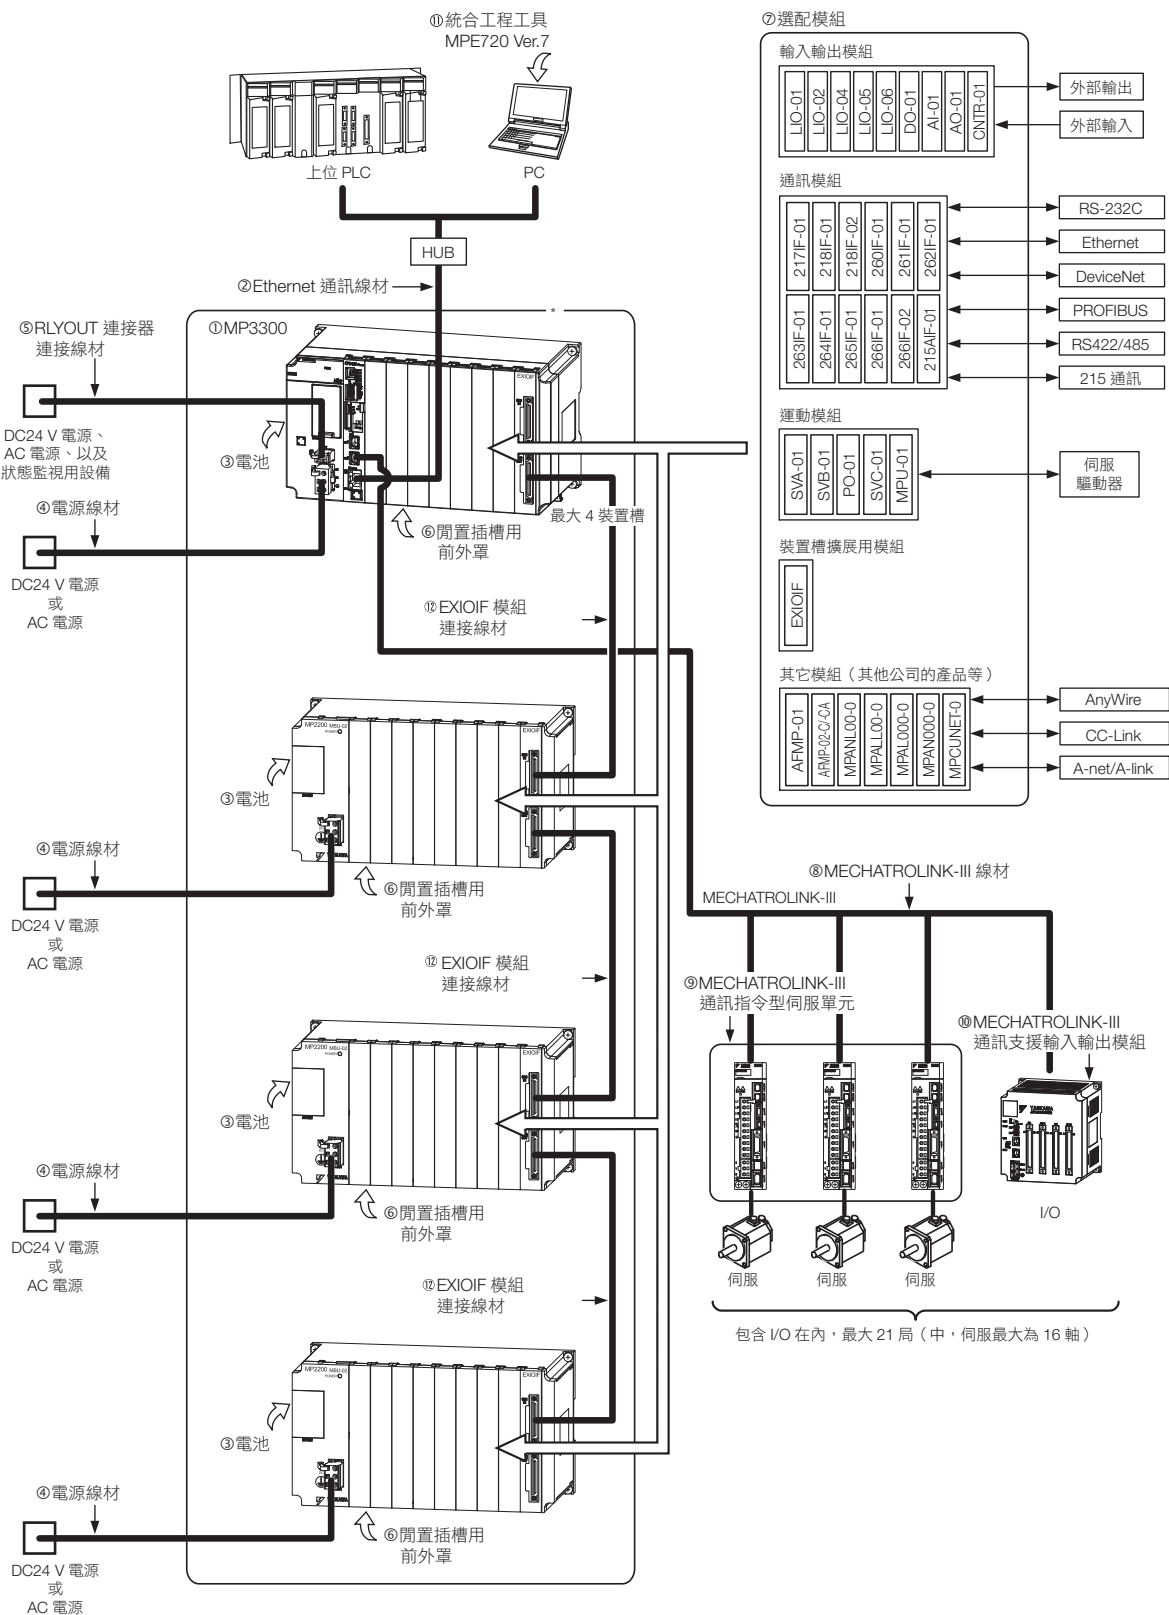 ⑪統合工程工具
MPE720 Ver.7
上位 PLC
PC
HUB
②Ethernet 通訊線材
*
①MP3300
⑤RLYOUT 連接器
連接線材
DC24 V 電源、
AC 電源、以及
狀態監視用設備
③電池
④電源線材
DC24 V 電源
或
AC 電源
EXIOIF
最大 4 裝置槽
⑥閒置插槽用
前外罩
⑫EXIOIF 模組
連接線材
MP2200 MBU-02
POWER
EXIOIF
③電池
④電源線材
DC24 V 電源
或
AC 電源
⑥閒置插槽用
前外罩
⑫ EXIOIF 模組
連接線材
MP2200 MBU-02
POWER
EXIOIF
③電池
④電源線材
DC24 V 電源
或
AC 電源
⑥閒置插槽用
前外罩
⑫EXIOIF 模組
連接線材
MP2200 MBU-02
POWER
EXIOIF
③電池
④電源線材
DC24 V 電源
或
AC 電源
⑥閒置插槽用
前外罩
⑦選配模組
輸入輸出模組
LIO-01
LIO-02
LIO-04
LIO-05
LIO-06
DO-01
AI-01
AO-01
CNTR-01
外部輸出
外部輸入
通訊模組
217IF-01
218IF-01
218IF-02
260IF-01
261IF-01
262IF-01
263IF-01
264IF-01
265IF-01
266IF-01
266IF-02
215AIF-01
RS-232C
Ethernet
DeviceNet
PROFIBUS
RS422/485
215 通訊
運動模組
SVA-01
SVB-01
PO-01
SVC-01
MPU-01
伺服
驅動器
裝置槽擴展用模組
EXIOIF
其它模組（其他公司的產品等）
AFMP-01
AFMP-02-C/-CA
MPANL00-0
MPALL00-0
MPAL000-0
MPAN000-0
MPCUNET-0
AnyWire
CC-Link
A-net/A-link
⑧MECHATROLINK-III 線材
MECHATROLINK-III
⑨MECHATROLINK-III
通訊指令型伺服單元
⑩MECHATROLINK-III
通訊支援輸入輸出模組
YASKAWA
I/O
伺服
伺服
伺服
包含 I/O 在內，最大 21 局（中，伺服最大為 16 軸）